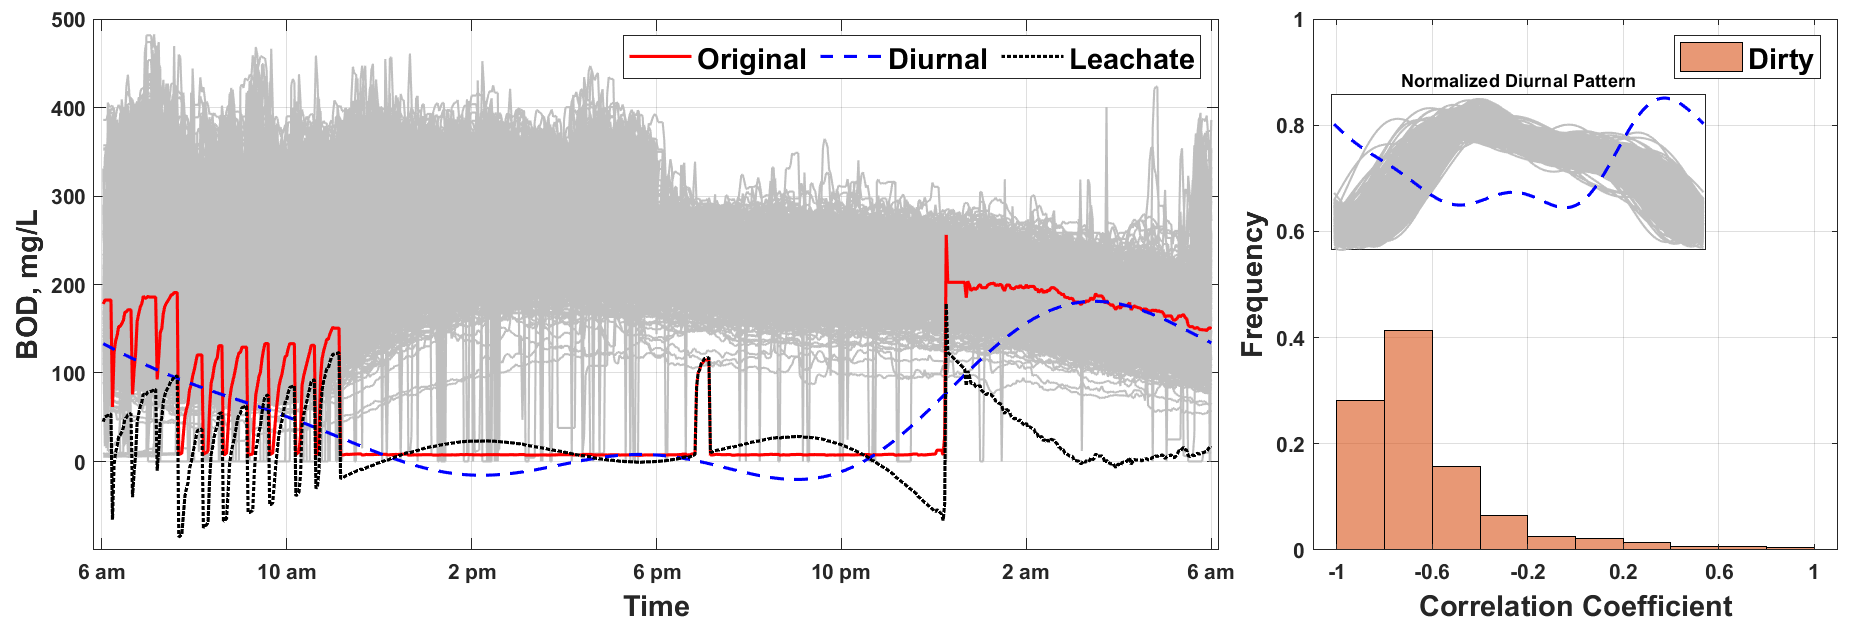 500
400
300
200
100
0
BOD, mg/L
Original Diurnal Leachate
6 am 10 am 2 pm 6 pm 10 pm 2 am 6 am
Time
1
0.8
0.6
0.4
0.2
0
Frequency
Dirty
Normalized Diurnal Pattern
-1 -0.6 -0.2 0.2 0.6 1
Correlation Coefficient